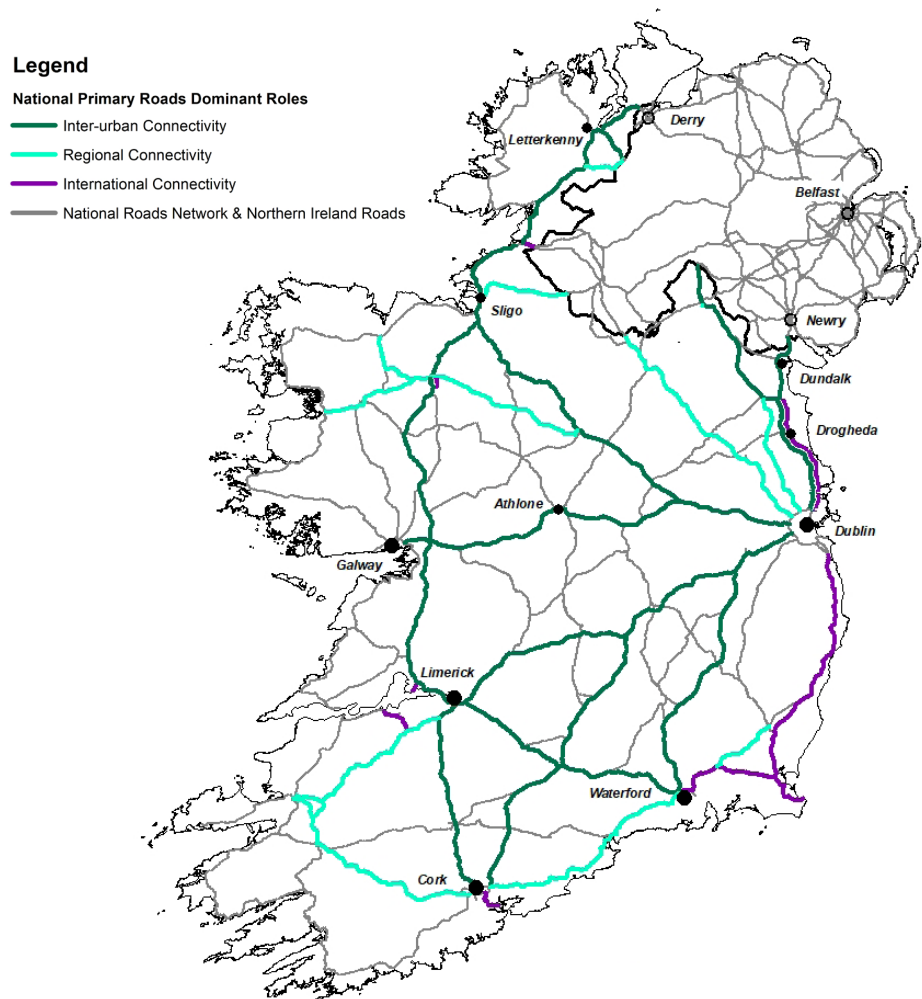 Legend
National Primary Roads Dominant Roles
Inter-urban Connectivity
Regional Connectivity
International Connectivity
National Roads Network & Northern Ireland Roads
Derry
Letterkenny
Belfast
Sligo
Newry
Dundalk
Drogheda
Athlone
Dublin
Galway
Limerick
Waterford
Cork